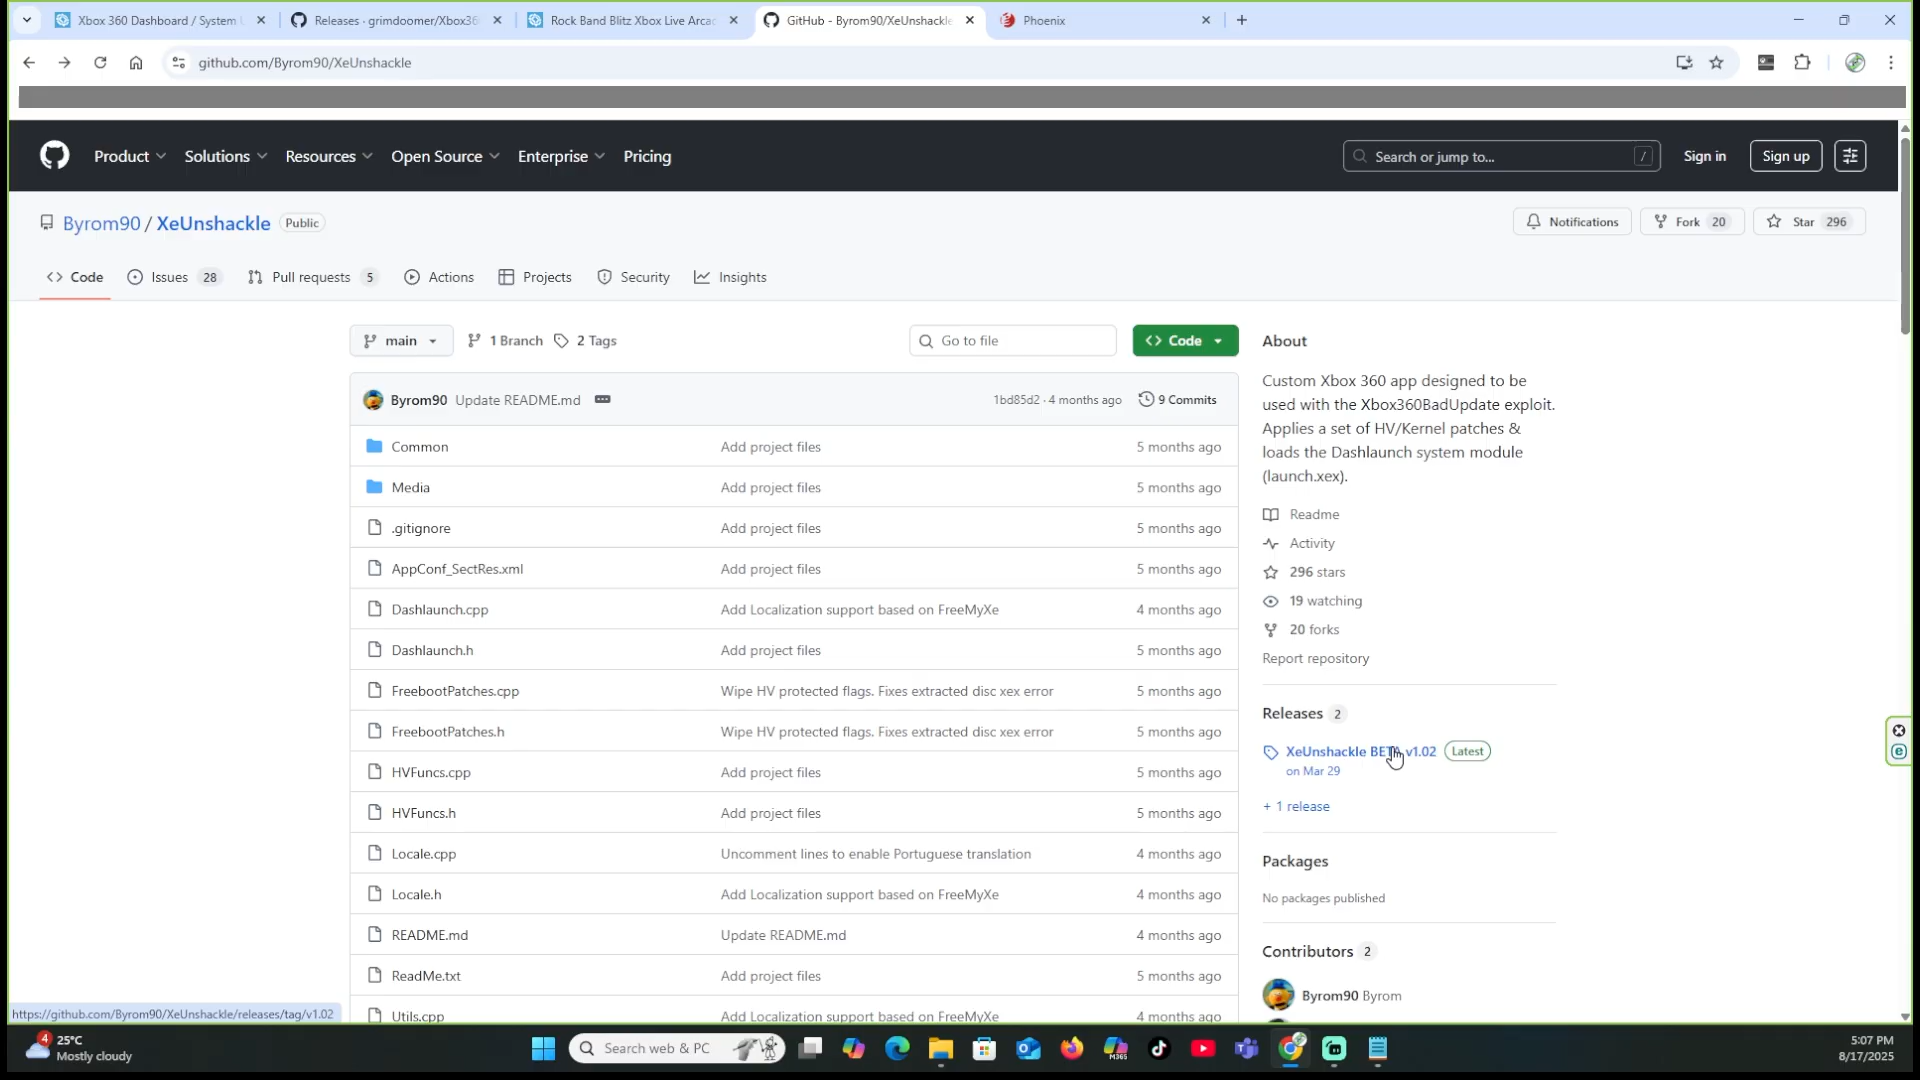 Xbox 360 Dashboard / System U
Releases · grimdoomer/Xbox36
Rock Band Blitz Xbox Live Arcad
GitHub - Byrom90/XeUnshackle
Phoenix
github.com/Byrom90/XeUnshackle
Product Solutions Resources Open Source Enterprise Pricing
Search or jump to... /
Sign in Sign up
Byrom90 / XeUnshackle Public
Notifications Fork 20 Star 296
Code Issues 28 Pull requests 5 Actions Projects Security Insights
main 1 Branch 2 Tags Go to file Code
Byrom90 Update README.md 1bd85d2 · 4 months ago 9 Commits
Common Add project files 5 months ago
Media Add project files 5 months ago
.gitignore Add project files 5 months ago
AppConf_SectRes.xml Add project files 5 months ago
Dashlaunch.cpp Add Localization support based on FreeMyXe 4 months ago
Dashlaunch.h Add project files 5 months ago
FreebootPatches.cpp Wipe HV protected flags. Fixes extracted disc xex error 5 months ago
FreebootPatches.h Wipe HV protected flags. Fixes extracted disc xex error 5 months ago
HVFuncs.cpp Add project files 5 months ago
HVFuncs.h Add project files 5 months ago
Locale.cpp Uncomment lines to enable Portuguese translation 4 months ago
Locale.h Add Localization support based on FreeMyXe 4 months ago
README.md Update README.md 4 months ago
ReadMe.txt Add project files 5 months ago
Utils.cpp Add Localization support based on FreeMyXe 4 months ago
About
Custom Xbox 360 app designed to be
used with the Xbox360BadUpdate exploit.
Applies a set of HV/Kernel patches &
loads the Dashlaunch system module
(launch.xex).
Readme
Activity
296 stars
19 watching
20 forks
Report repository
Releases 2
XeUnshackle BETA v1.02 Latest
on Mar 29
+ 1 release
Packages
No packages published
Contributors 2
Byrom90 Byrom
https://github.com/Byrom90/XeUnshackle/releases/tag/v1.02
4
25°C
Mostly cloudy
Search web & PC
M365
5:07 PM
8/17/2025